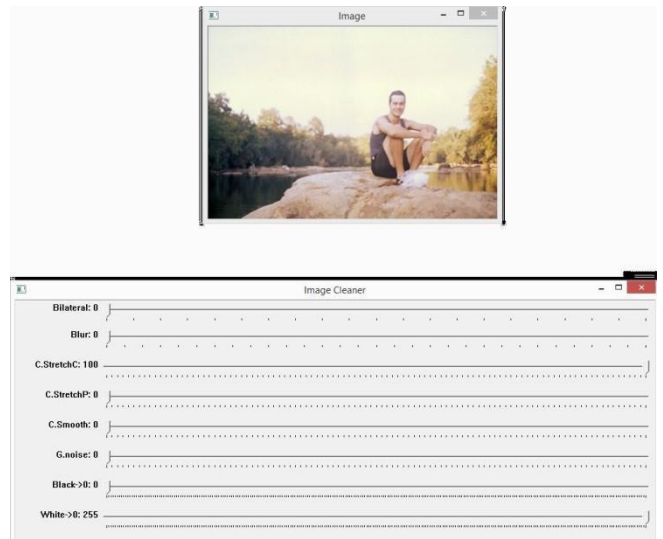 Image
Image Cleaner
Bilateral: 0
Blur: 0
C.StretchC: 100
C.StretchP: 0
C.Smooth: 0
G.noise: 0
Black->0: 0
White->0: 255